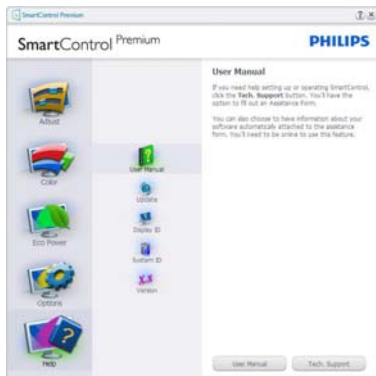 SmartControl Premium
SmartControl Premium
PHILIPS
Adjust
Color
Eco Power
Options
Help
User Manual
Update
Display ID
System ID
X.X
Version
User Manual
If you need help setting up or operating SmartControl,
click the Tech. Support button. You'll have the
option to fill out an Assistance Form.
You can also choose to have information about your
software automatically attached to the assistance
form. You'll need to be online to use this feature.
User Manual
Tech. Support